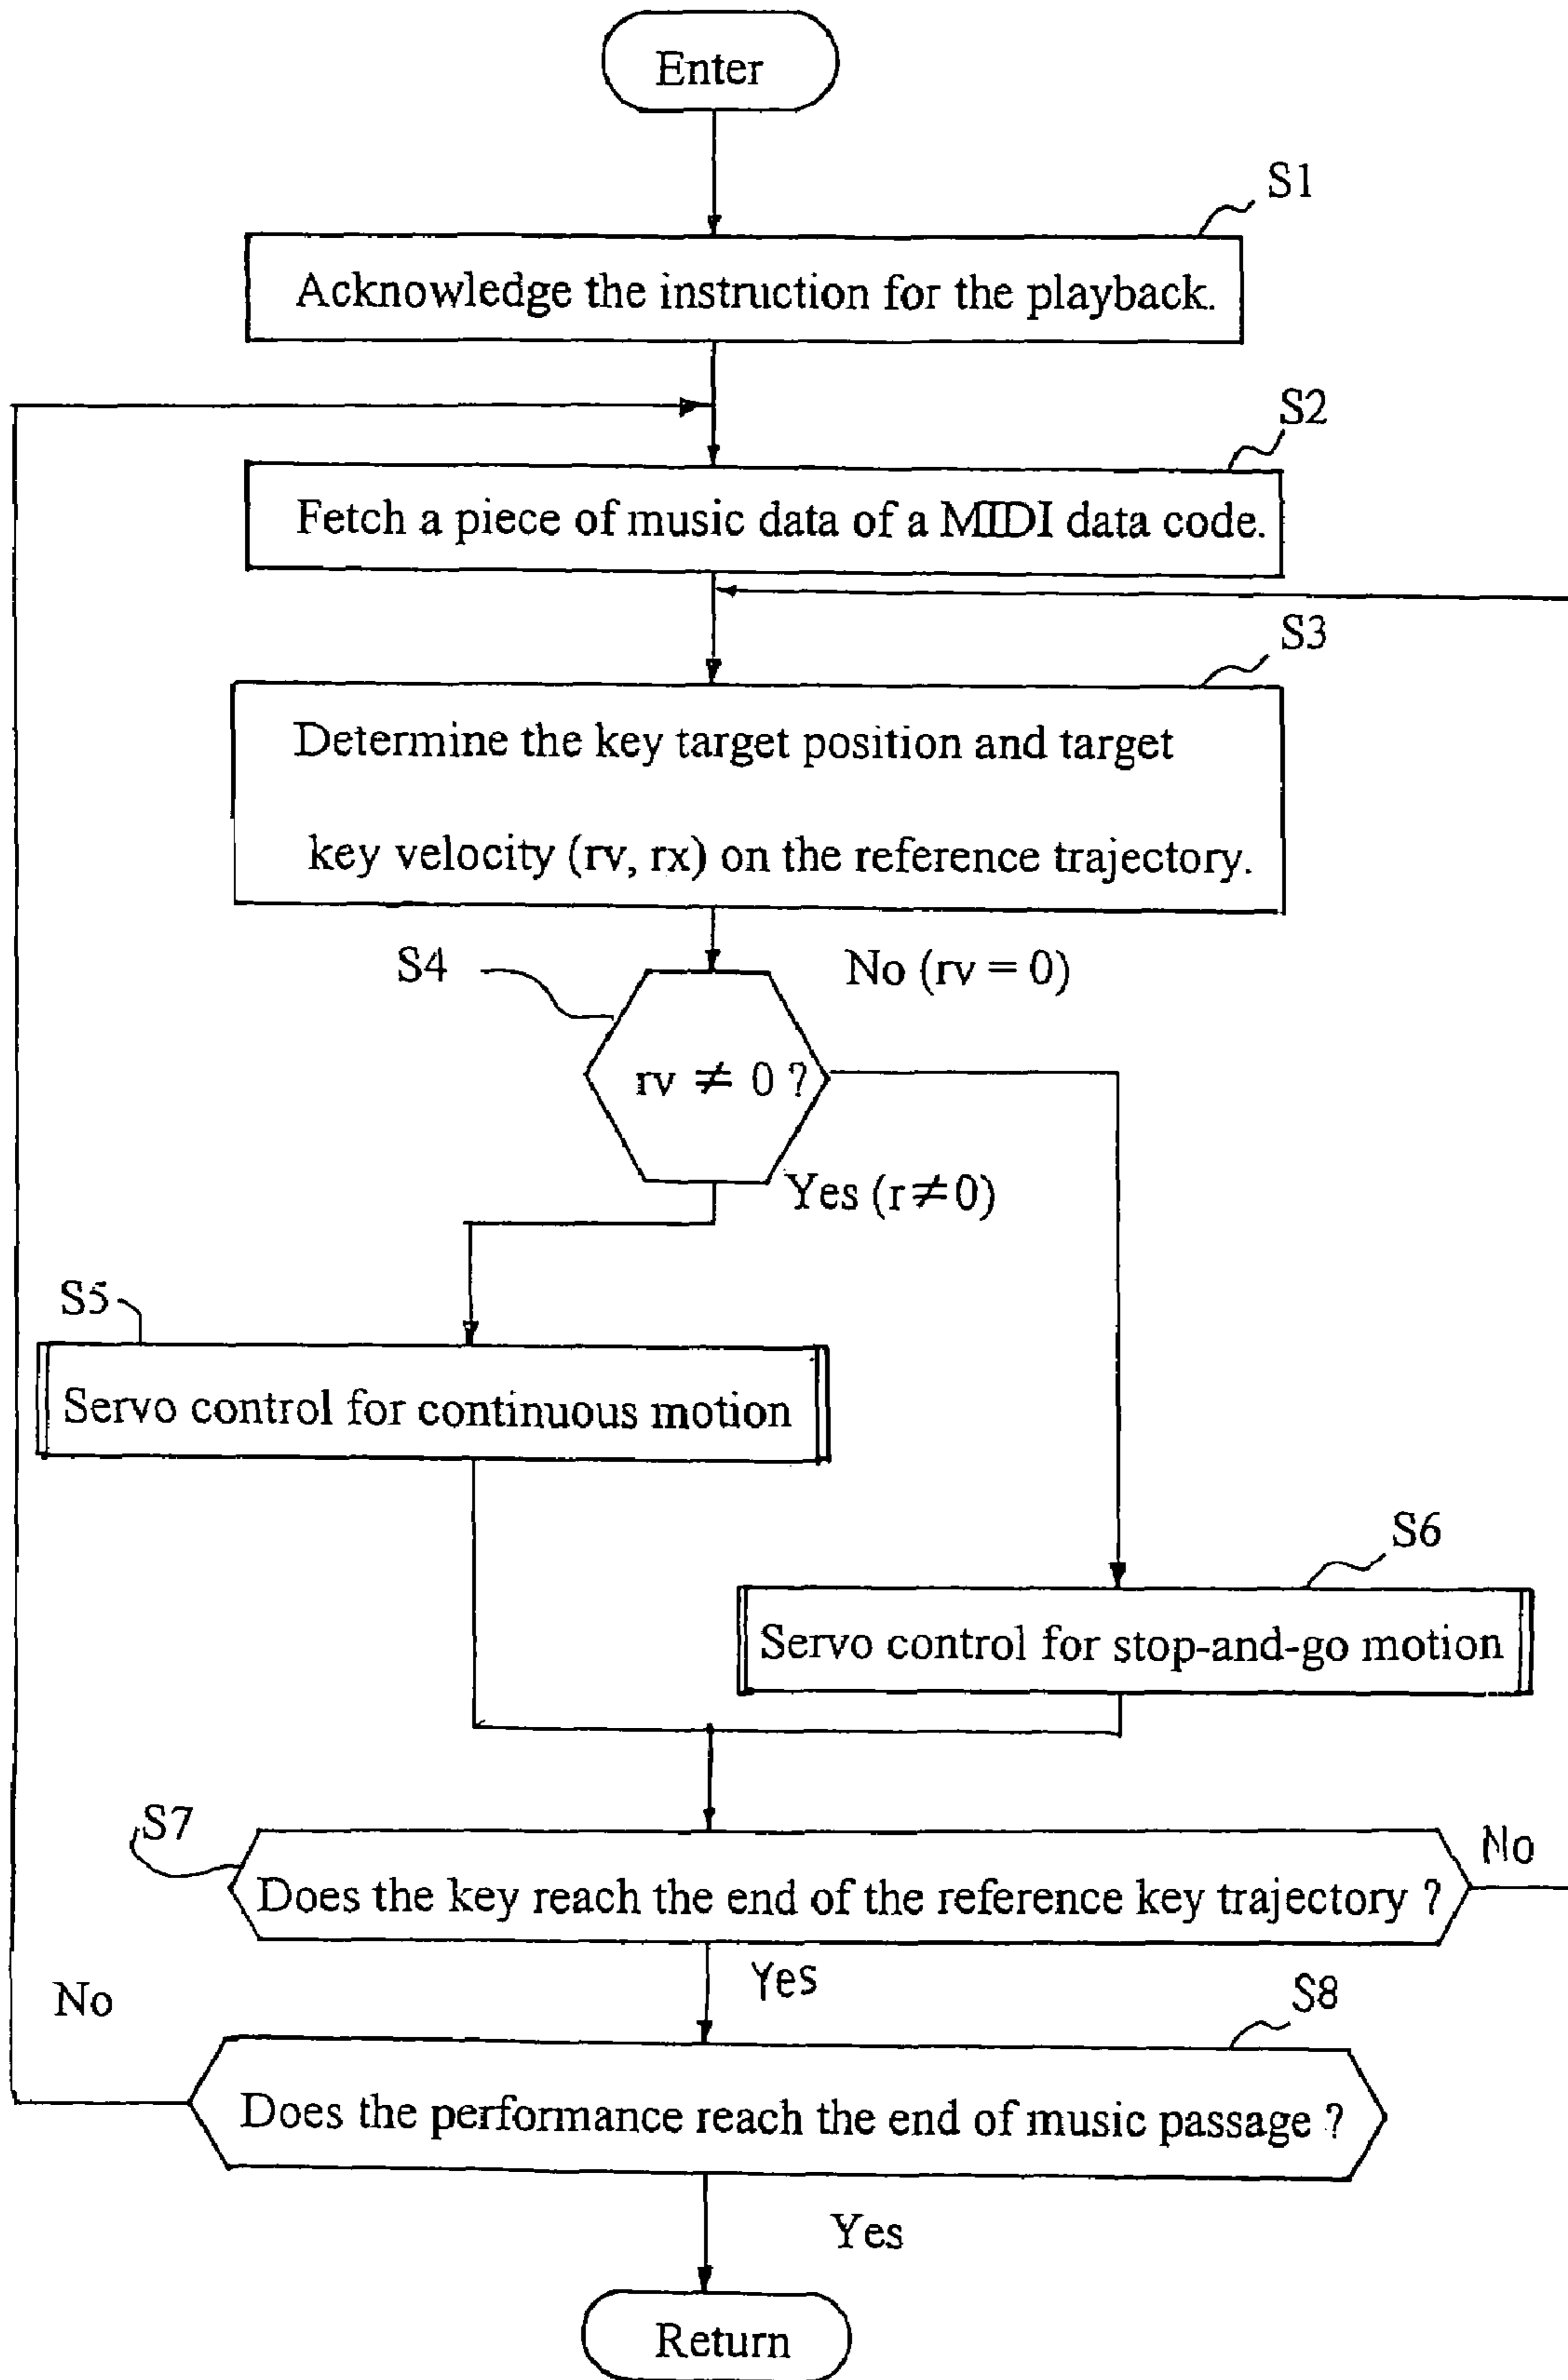 Enter
S1
Acknowledge the instruction for the playback.
S2
Fetch a piece of music data of a MIDI data code.
S3
Determine the key target position and target
key velocity (rv, rx) on the reference trajectory.
S4
No (rv = 0)
rv ≠ 0 ?
Yes (r≠0)
S5
Servo control for continuous motion
S6
Servo control for stop-and-go motion
S7
No
Does the key reach the end of the reference key trajectory ?
Yes
No
S8
Does the performance reach the end of music passage ?
Yes
Return